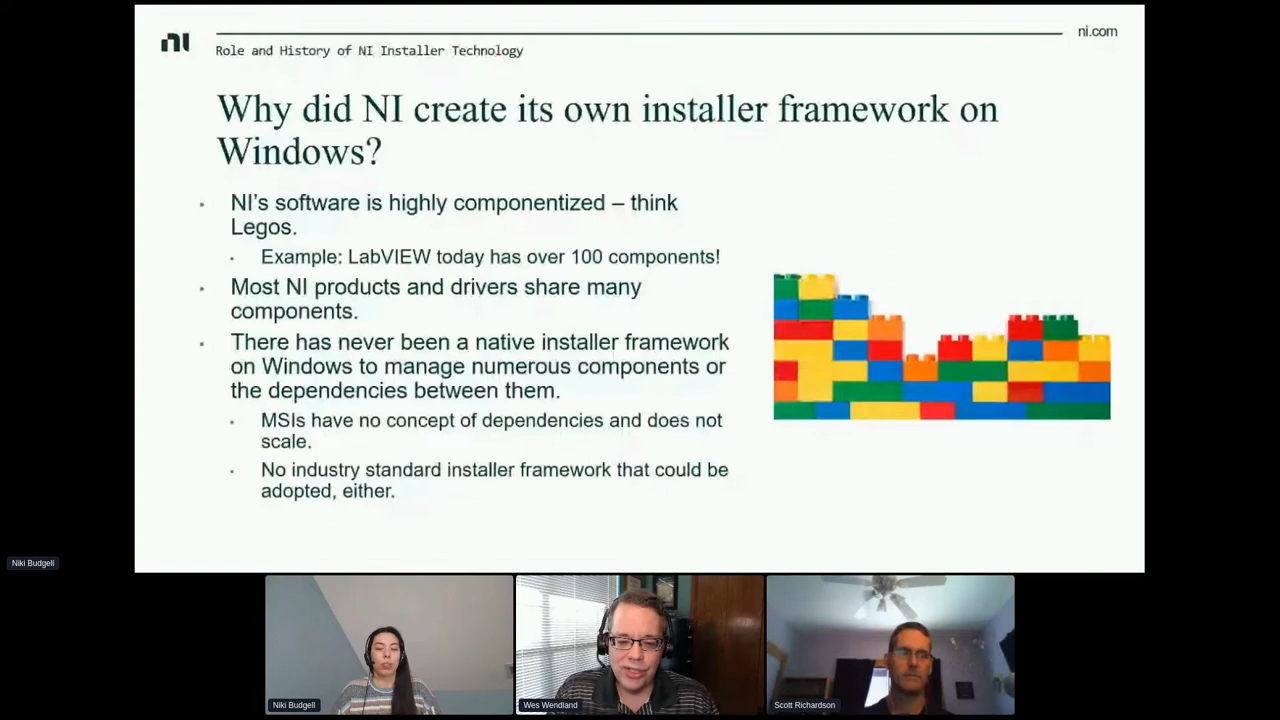 ni
ni.com
Role and History of NI Installer Technology
Why did NI create its own installer framework on
Windows?
• NI's software is highly componentized – think
Legos.
• Example: LabVIEW today has over 100 components!
• Most NI products and drivers share many
components.
• There has never been a native installer framework
on Windows to manage numerous components or
the dependencies between them.
• MSIs have no concept of dependencies and does not
scale.
• No industry standard installer framework that could be
adopted, either.
Niki Budgell
Niki Budgell
Wes Wendland
Scott Richardson